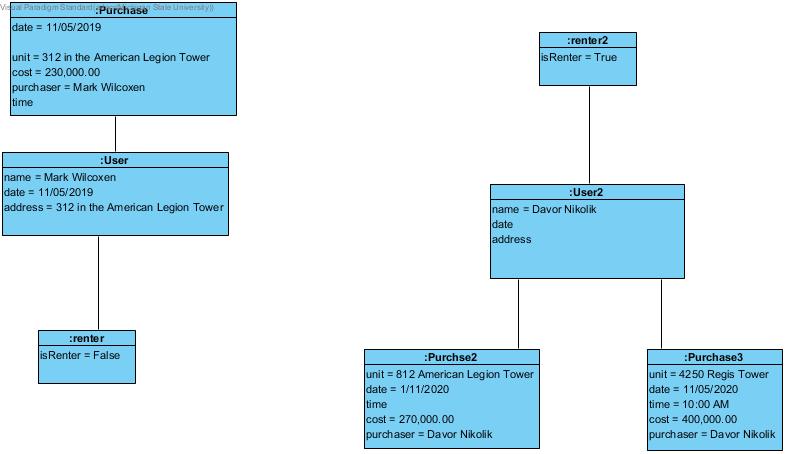 Visual Paradigm Standard State University))
:Purchase
date = 11/05/2019
unit = 312 in the American Legion Tower
cost = 230,000.00
purchaser = Mark Wilcoxen
time
:User
name = Mark Wilcoxen
date = 11/05/2019
address = 312 in the American Legion Tower
:renter
isRenter = False
:renter2
isRenter = True
:User2
name = Davor Nikolik
date
address
:Purchse2
unit = 812 American Legion Tower
date = 1/11/2020
time
cost = 270,000.00
purchaser = Davor Nikolik
:Purchase3
unit = 4250 Regis Tower
date = 11/05/2020
time = 10:00 AM
cost = 400,000.00
purchaser = Davor Nikolik